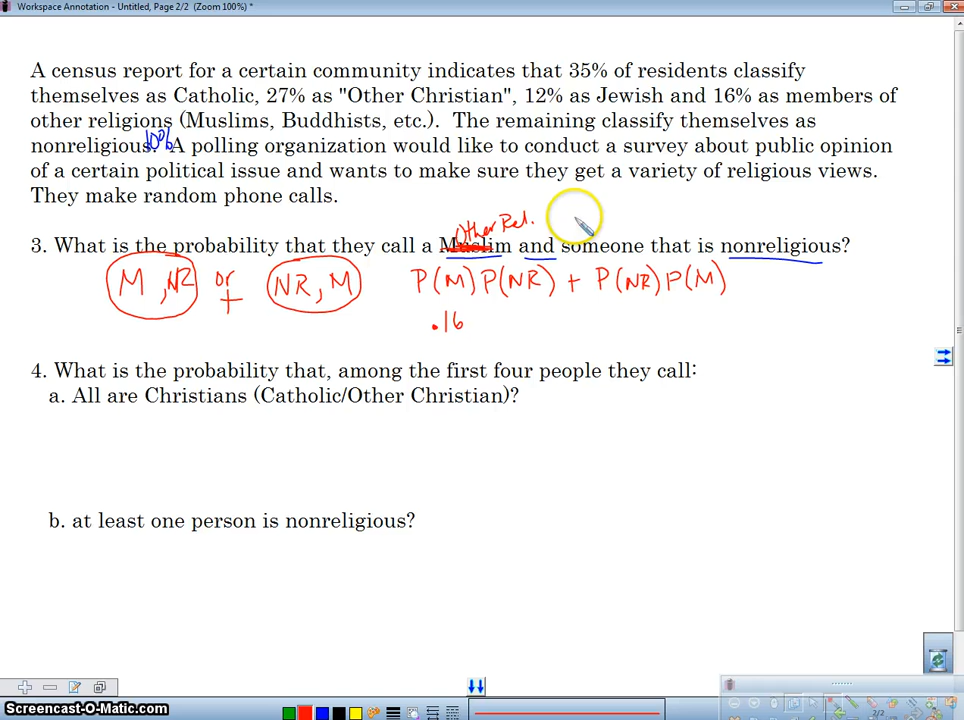 Workspace Annotation - Untitled, Page 2/2 (Zoom 100%) *
A census report for a certain community indicates that 35% of residents classify
themselves as Catholic, 27% as "Other Christian", 12% as Jewish and 16% as members of
other religions (Muslims, Buddhists, etc.). The remaining classify themselves as
nonreligious. 10% A polling organization would like to conduct a survey about public opinion
of a certain political issue and wants to make sure they get a variety of religious views.
They make random phone calls.
Other Rel.
3. What is the probability that they call a Muslim and someone that is nonreligious?
M , NR or NR, M P(M) P(NR) + P(NR) P(M)
+
.16
4. What is the probability that, among the first four people they call:
a. All are Christians (Catholic/Other Christian)?
b. at least one person is nonreligious?
2/2
Screencast-O-Matic.com